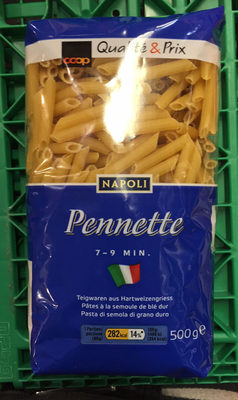 coop
Qualité & Prix
NAPOLI
Pennette
7-9 MIN.
Teigwaren aus Hartweizengriess
Pâtes à la semoule de blé dur
Pasta di semola di grano duro
500g e
282kcal 14%